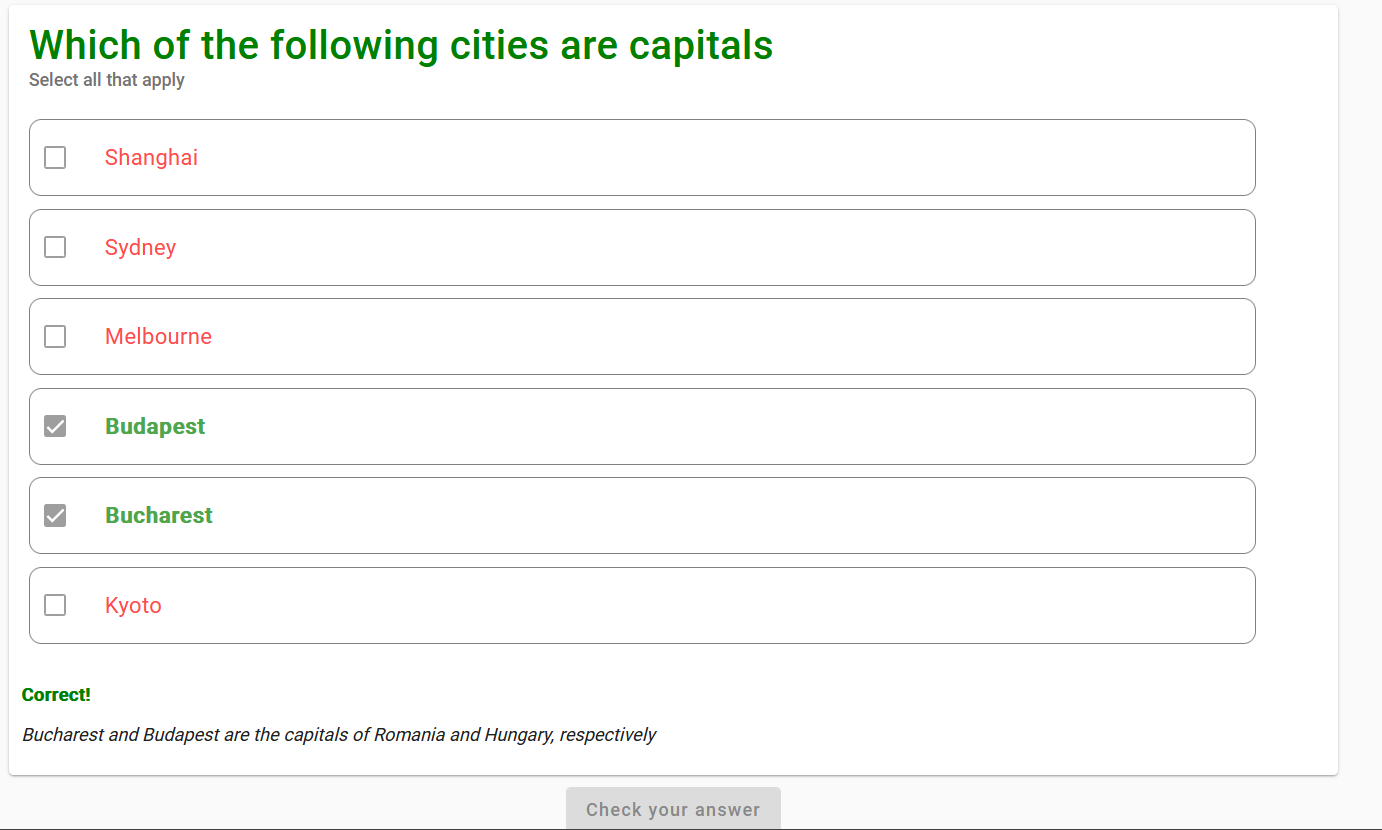 Which of the following cities are capitals
Select all that apply
Shanghai
Sydney
Melbourne
Budapest
Bucharest
Kyoto
Correct!
Bucharest and Budapest are the capitals of Romania and Hungary, respectively
Check your answer